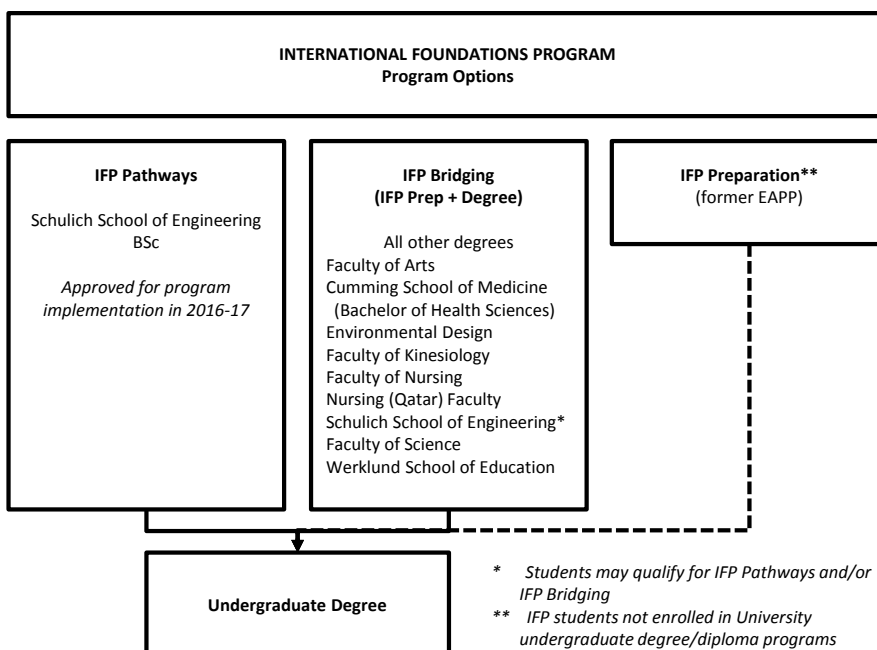 INTERNATIONAL FOUNDATIONS PROGRAM
Program Options
IFP Pathways
Schulich School of Engineering
BSc
Approved for program
implementation in 2016-17
IFP Bridging
(IFP Prep + Degree)
All other degrees
Faculty of Arts
Cumming School of Medicine
(Bachelor of Health Sciences)
Environmental Design
Faculty of Kinesiology
Faculty of Nursing
Nursing (Qatar) Faculty
Schulich School of Engineering*
Faculty of Science
Werklund School of Education
IFP Preparation**
(former EAPP)
Undergraduate Degree
* Students may qualify for IFP Pathways and/or
IFP Bridging
** IFP students not enrolled in University
undergraduate degree/diploma programs